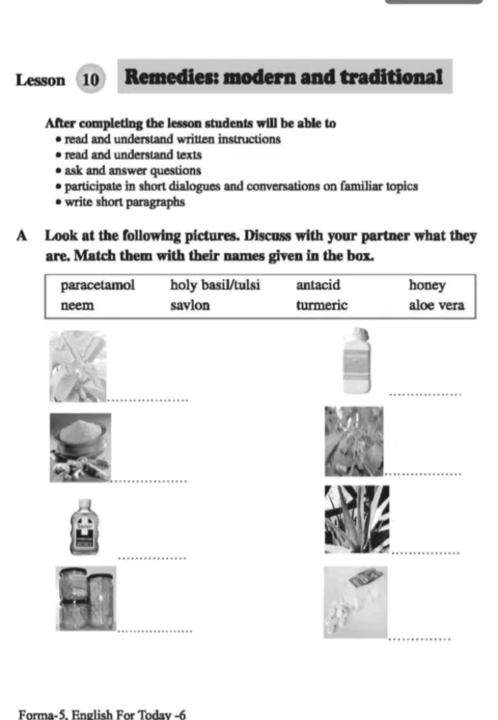 Lesson 10 Remedies: modern and traditional
After completing the lesson students will be able to
• read and understand written instructions
• read and understand texts
• ask and answer questions
• participate in short dialogues and conversations on familiar topics
• write short paragraphs
A Look at the following pictures. Discuss with your partner what they
are. Match them with their names given in the box.
paracetamol holy basil/tulsi antacid honey
neem savlon turmeric aloe vera
Forma-5, English For Today -6